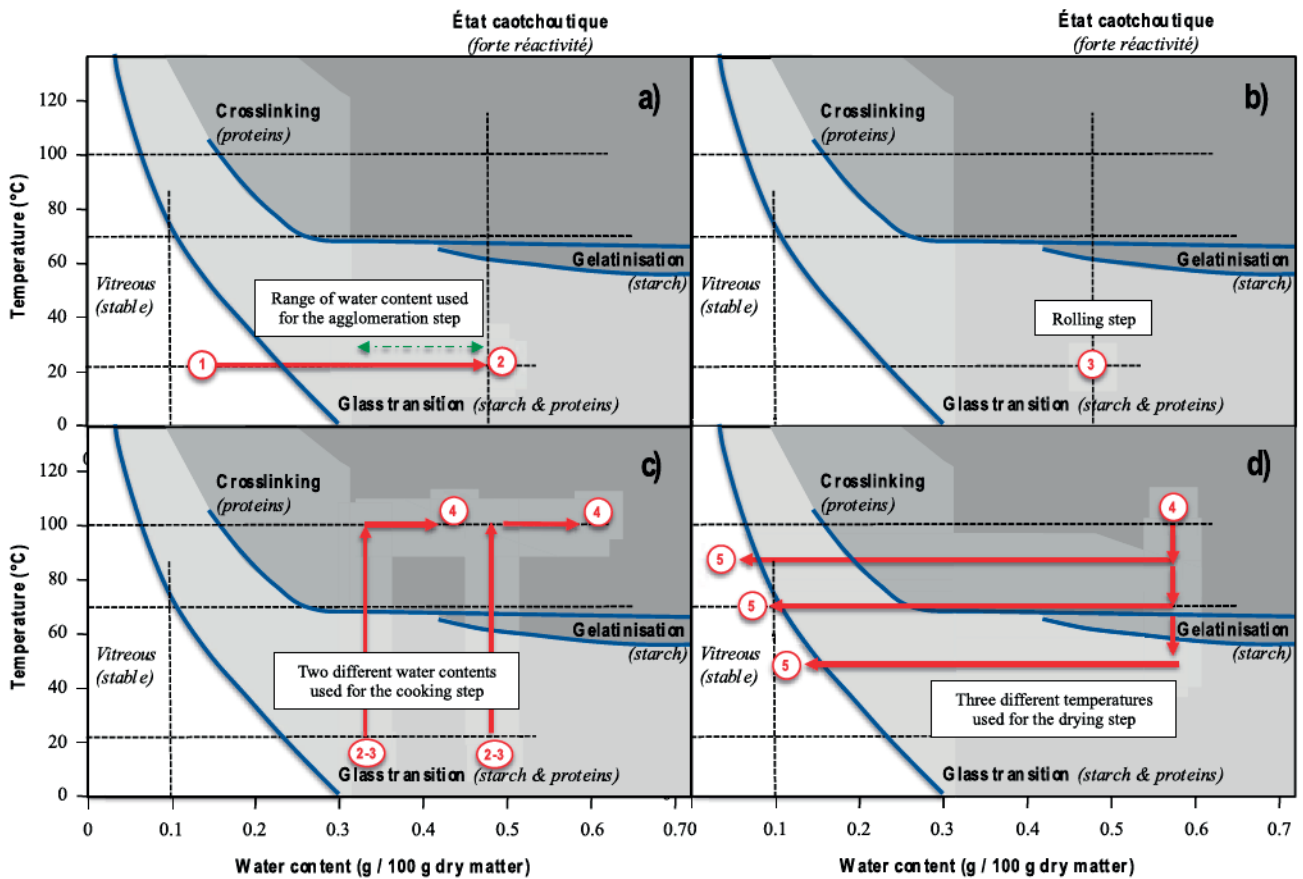 État caotchoutique
(forte réactivité)
État caotchoutique
(forte réactivité)
Temperature (°C)
120
100
80
60
40
20
0
a)
Crosslinking
(proteins)
Gelatinisation
(starch)
Vitreous
(stable)
Range of water content used
for the agglomeration step
1
2
Glass transition (starch & proteins)
b)
Crosslinking
(proteins)
Gelatinisation
(starch)
Vitreous
(stable)
Rolling step
3
Glass transition (starch & proteins)
Temperature (°C)
120
100
80
60
40
20
0
c)
Crosslinking
(proteins)
4
4
Gelatinisation
(starch)
Vitreous
(stable)
Two different water contents
used for the cooking step
2-3
2-3
Glass transition (starch & proteins)
0
0.1
0.2
0.3
0.4
0.5
0.6
0.70
Water content (g / 100 g dry matter)
d)
Crosslinking
(proteins)
4
5
5
5
Gelatinisation
(starch)
Vitreous
(stable)
Three different temperatures
used for the drying step
Glass transition (starch & proteins)
0.1
0.2
0.3
0.4
0.5
0.6
0.7
Water content (g / 100 g dry matter)